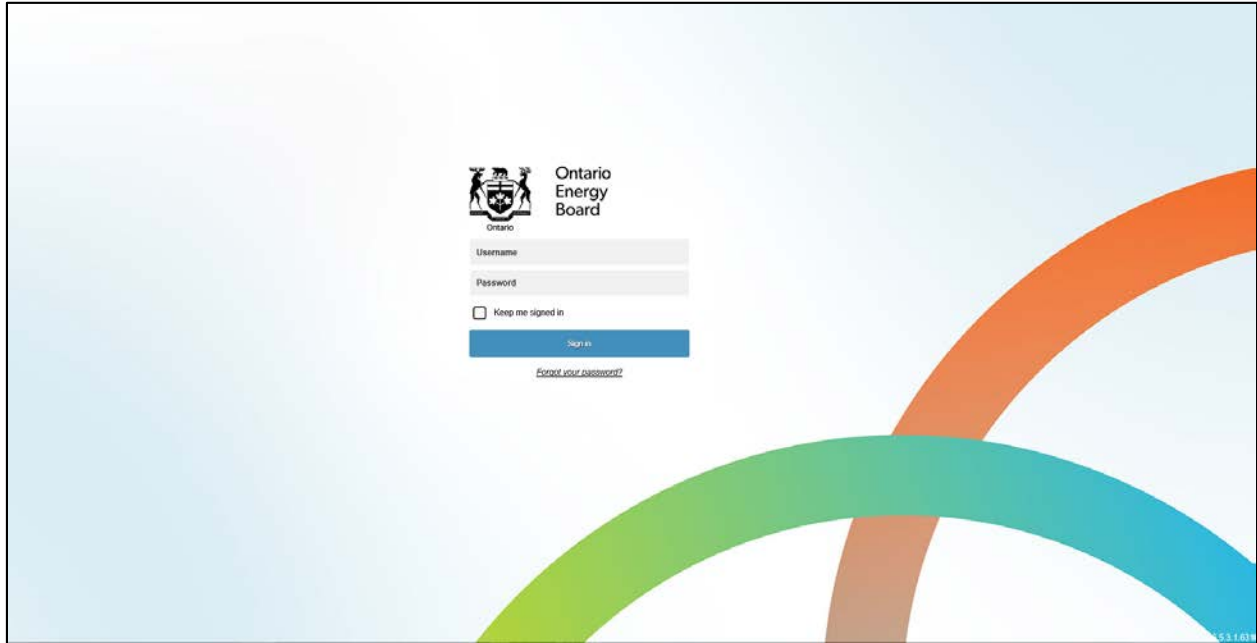 Ontario
Energy
Board
Ontario
Username
Password
Keep me signed in
Sign in
Forgot your password?